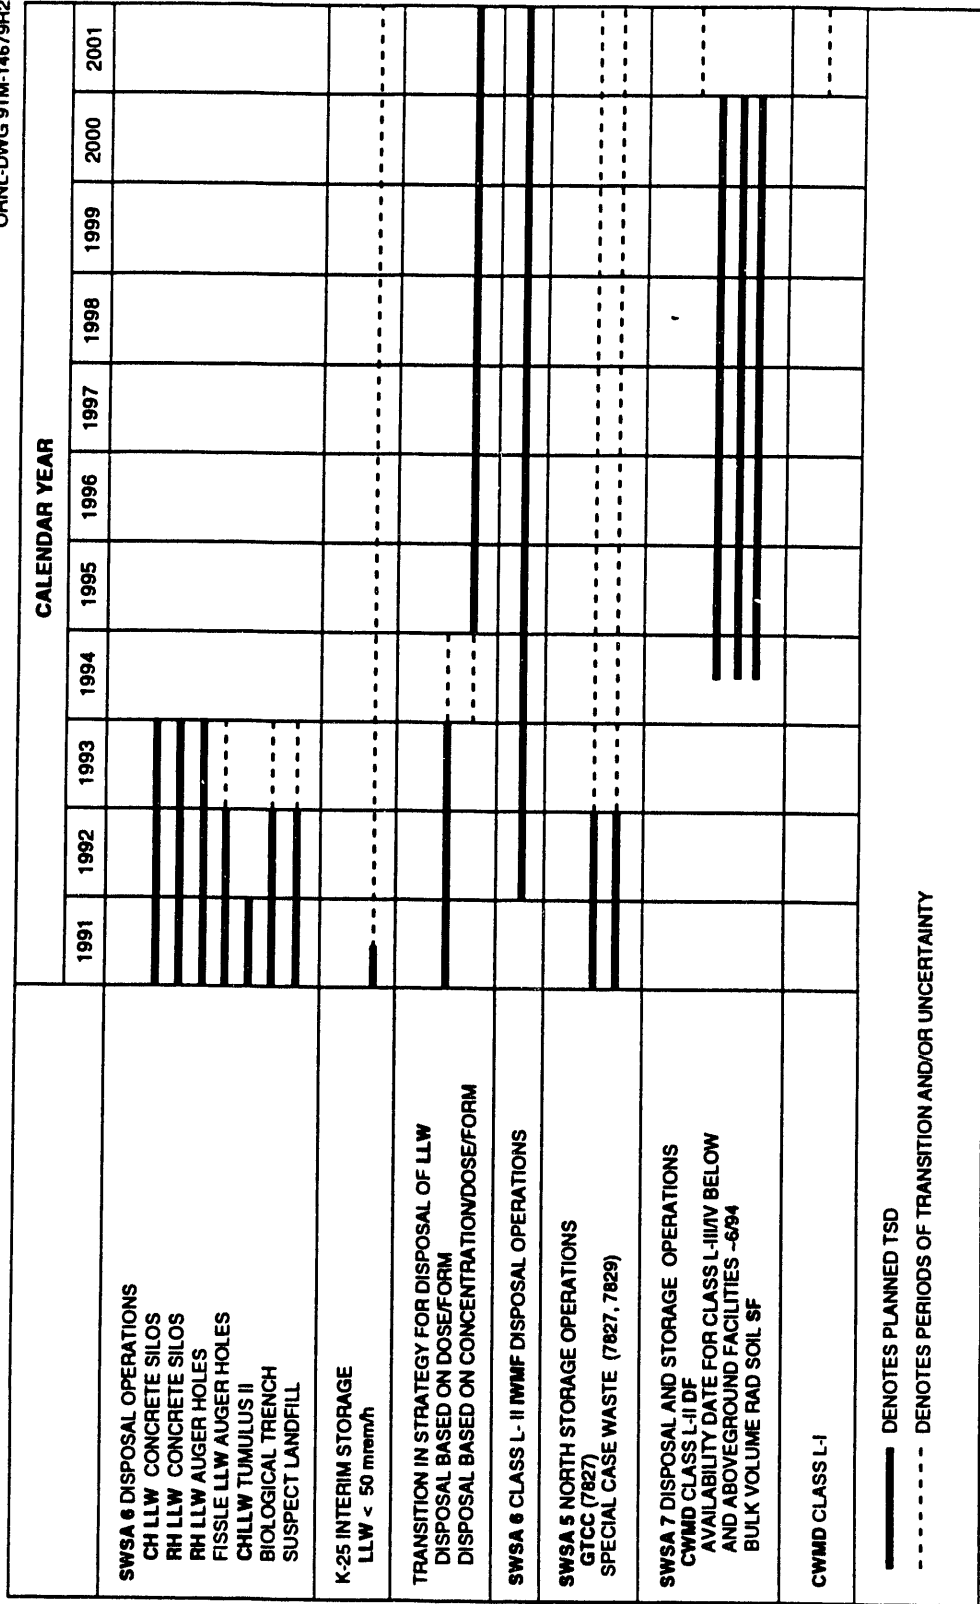 ORNL-DWG 91M-14679R2
CALENDAR YEAR
1991 1992 1993 1994 1995 1996 1997 1998 1999 2000 2001
SWSA 6 DISPOSAL OPERATIONS
CH LLW CONCRETE SILOS
RH LLW CONCRETE SILOS
RH LLW AUGER HOLES
FISSLE LLW AUGER HOLES
CHLLW TUMULUS II
BIOLOGICAL TRENCH
SUSPECT LANDFILL
K-25 INTERIM STORAGE
LLW < 50 mrem/h
TRANSITION IN STRATEGY FOR DISPOSAL OF LLW
DISPOSAL BASED ON DOSE/FORM
DISPOSAL BASED ON CONCENTRATION/DOSE/FORM
SWSA 6 CLASS L- II IWMF DISPOSAL OPERATIONS
SWSA 5 NORTH STORAGE OPERATIONS
GTCC (7827)
SPECIAL CASE WASTE (7827, 7829)
SWSA 7 DISPOSAL AND STORAGE OPERATIONS
CWMD CLASS L-II DF
AVAILABILITY DATE FOR CLASS L-III/IV BELOW
AND ABOVEGROUND FACILITIES ~6/94
BULK VOLUME RAD SOIL SF
CWMD CLASS L-I
DENOTES PLANNED TSD
DENOTES PERIODS OF TRANSITION AND/OR UNCERTAINTY